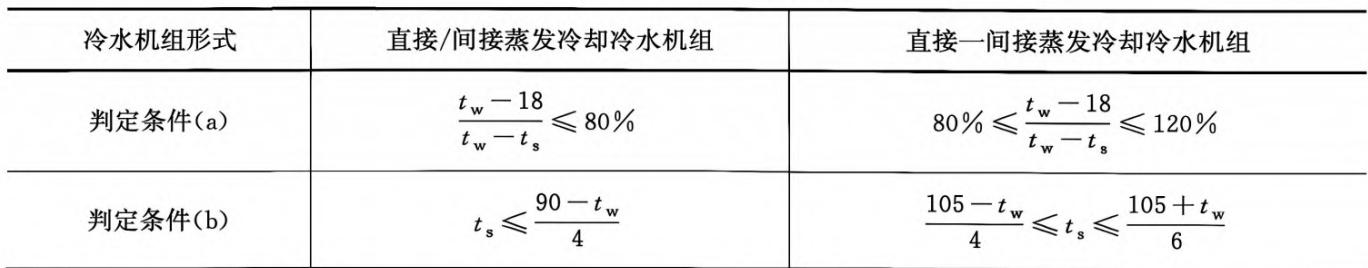 冷水机组形式 直接/间接蒸发冷却冷水机组 直接—间接蒸发冷却冷水机组
判定条件(a) (t_w − 18)/(t_w − t_s) ⩽ 80% 80% ⩽ (t_w − 18)/(t_w − t_s) ⩽ 120%
判定条件(b) t_s ⩽ (90 − t_w)/4 (105 − t_w)/4 ⩽ t_s ⩽ (105 + t_w)/6